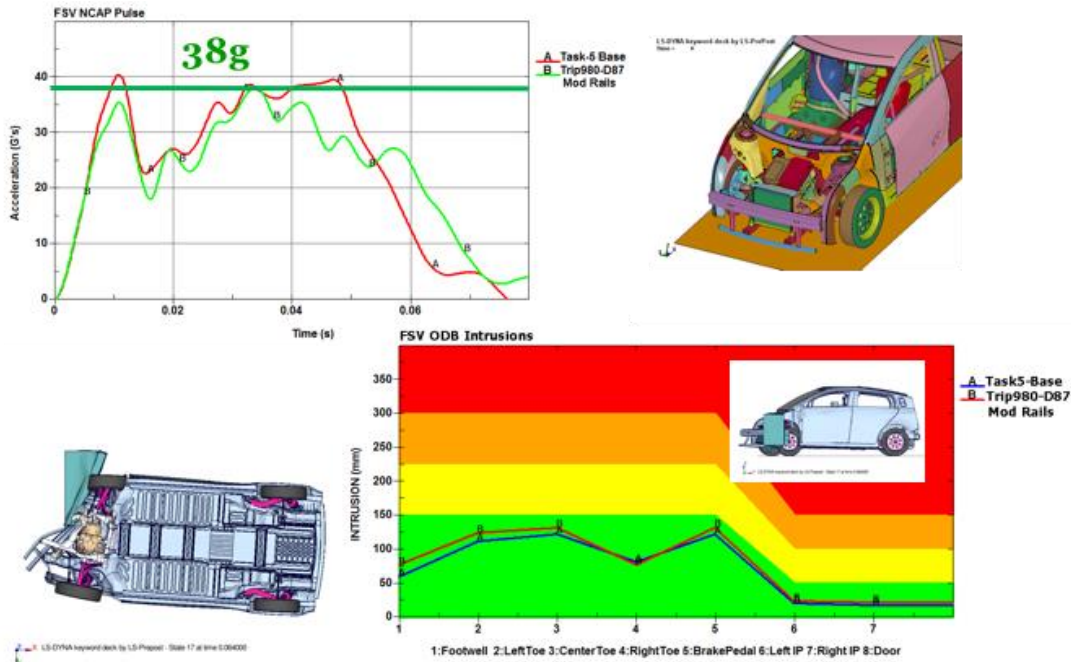 FSV NCAP Pulse
38g
A Task-5 Base
B Trip980-D87
Mod Rails
40
30
20
10
0
Acceleration (G's)
A
B
A
B
B
A
B
A
B
0 0.02 0.04 0.06
Time (s)
LS-DYNA keyword deck by LS-PrePost
FSV ODB Intrusions
A Task5-Base
B Trip980-D87
Mod Rails
350
300
250
200
150
100
50
0
INTRUSION (mm)
1 2 3 4 5 6 7
1:Footwell 2:LeftToe 3:CenterToe 4:RightToe 5:BrakePedal 6:Left IP 7:Right IP 8:Door
LS-DYNA keyword deck by LS-Prepost - State 17 at time 0.084000